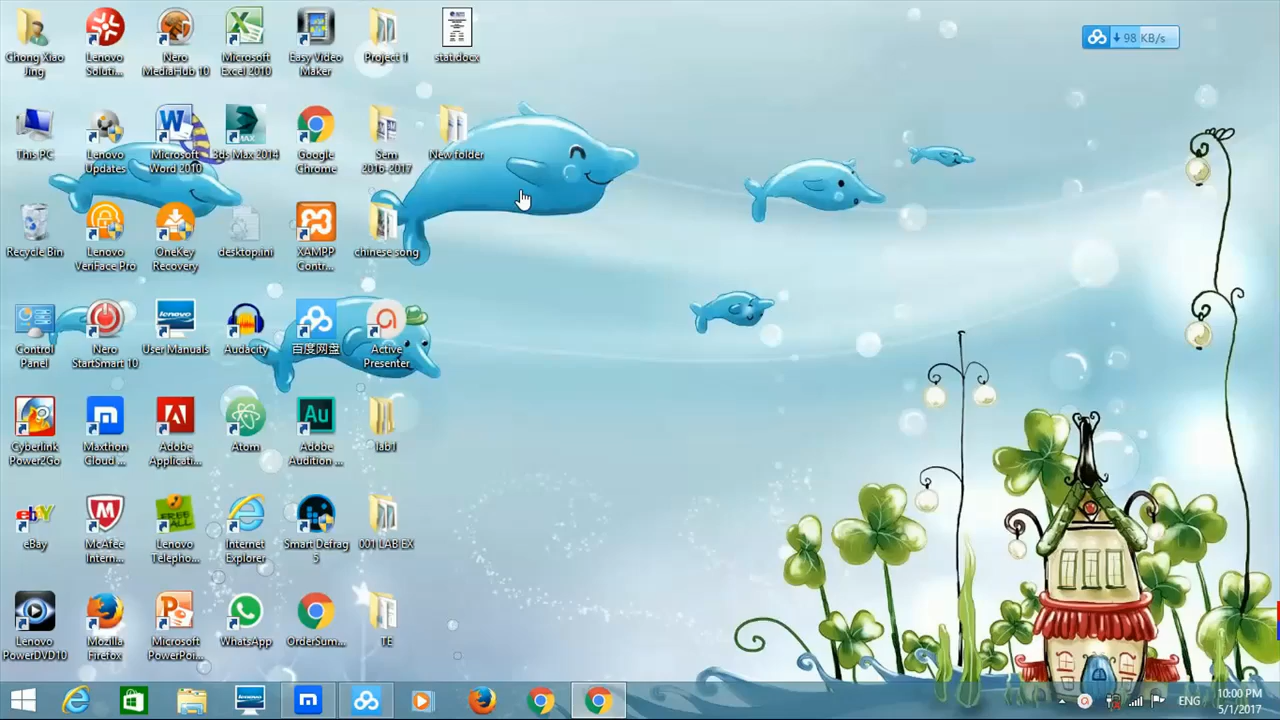 Chong Xiao
Jing
Lenovo
Soluti...
Nero
MediaHub 10
Microsoft
Excel 2010
Easy Video
Maker
Project 1
stat.docx
98 KB/s
This PC
Lenovo
Updates
Microsoft
Word 2010
3ds Max 2014
Google
Chrome
Sem
2016-2017
New folder
Recycle Bin
Lenovo
VeriFace Pro
OneKey
Recovery
desktop.ini
XAMPP
Contr...
chinese song
Control
Panel
Nero
StartSmart 10
User Manuals
Audacity
百度网盘
Active
Presenter
Cyberlink
Power2Go
Maxthon
Cloud ...
Adobe
Applicati...
Atom
Au
Adobe
Audition ...
lab1
ebY
eBay
McAfee
Intern...
FREE
ALL
Lenovo
Telepho...
Internet
Explorer
Smart Defrag
5
001 LAB EX
Lenovo
PowerDVD10
Mozilla
Firefox
Microsoft
PowerPoi...
WhatsApp
OrderSum...
TE
lenovo
ENG
10:00 PM
5/1/2017